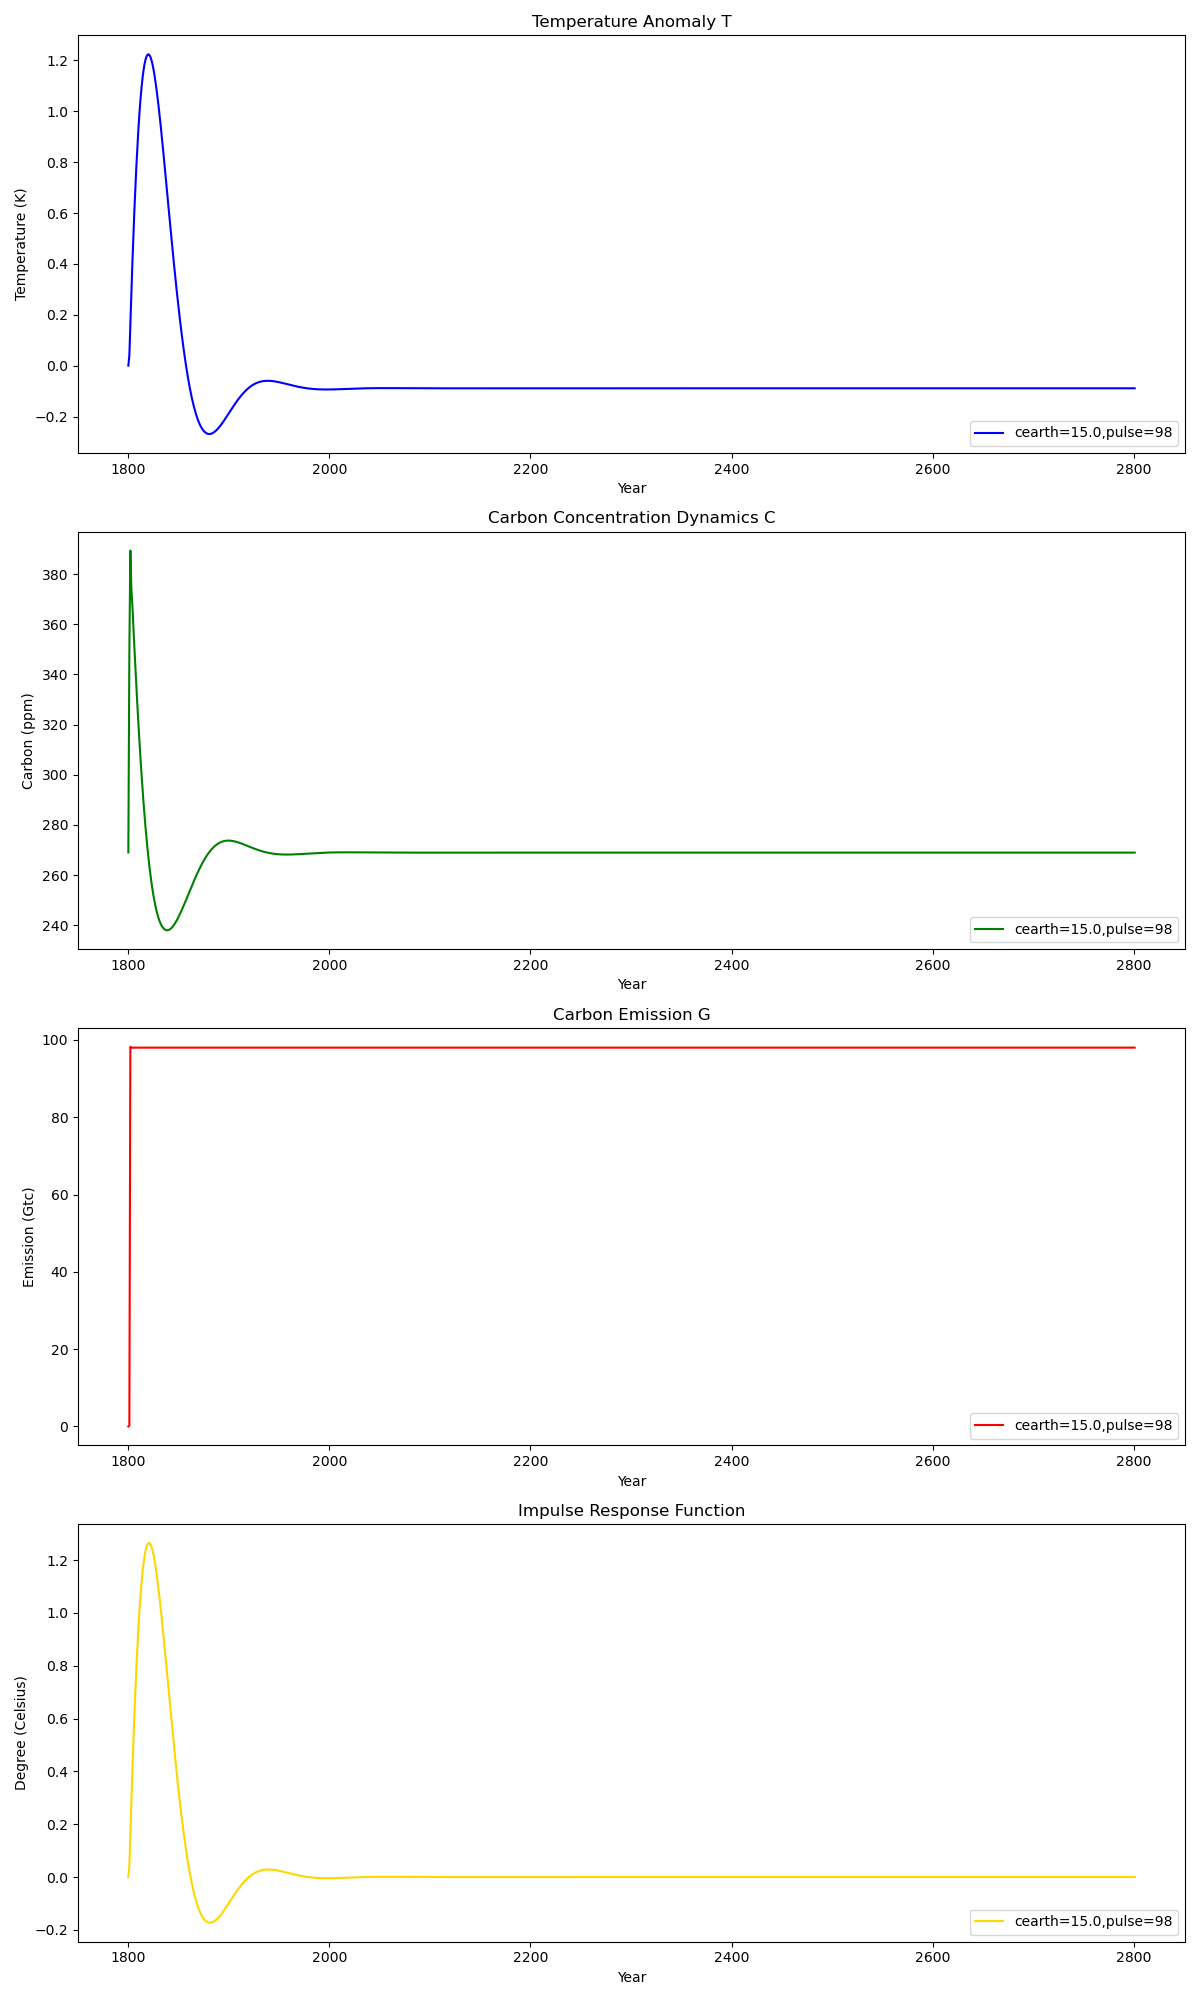 Temperature Anomaly T
Temperature (K)
1.2
1.0
0.8
0.6
0.4
0.2
0.0
−0.2
cearth=15.0,pulse=98
1800 2000 2200 2400 2600 2800
Year
Carbon Concentration Dynamics C
Carbon (ppm)
380
360
340
320
300
280
260
240
cearth=15.0,pulse=98
1800 2000 2200 2400 2600 2800
Year
Carbon Emission G
Emission (Gtc)
100
80
60
40
20
0
cearth=15.0,pulse=98
1800 2000 2200 2400 2600 2800
Year
Impulse Response Function
Degree (Celsius)
1.2
1.0
0.8
0.6
0.4
0.2
0.0
−0.2
cearth=15.0,pulse=98
1800 2000 2200 2400 2600 2800
Year